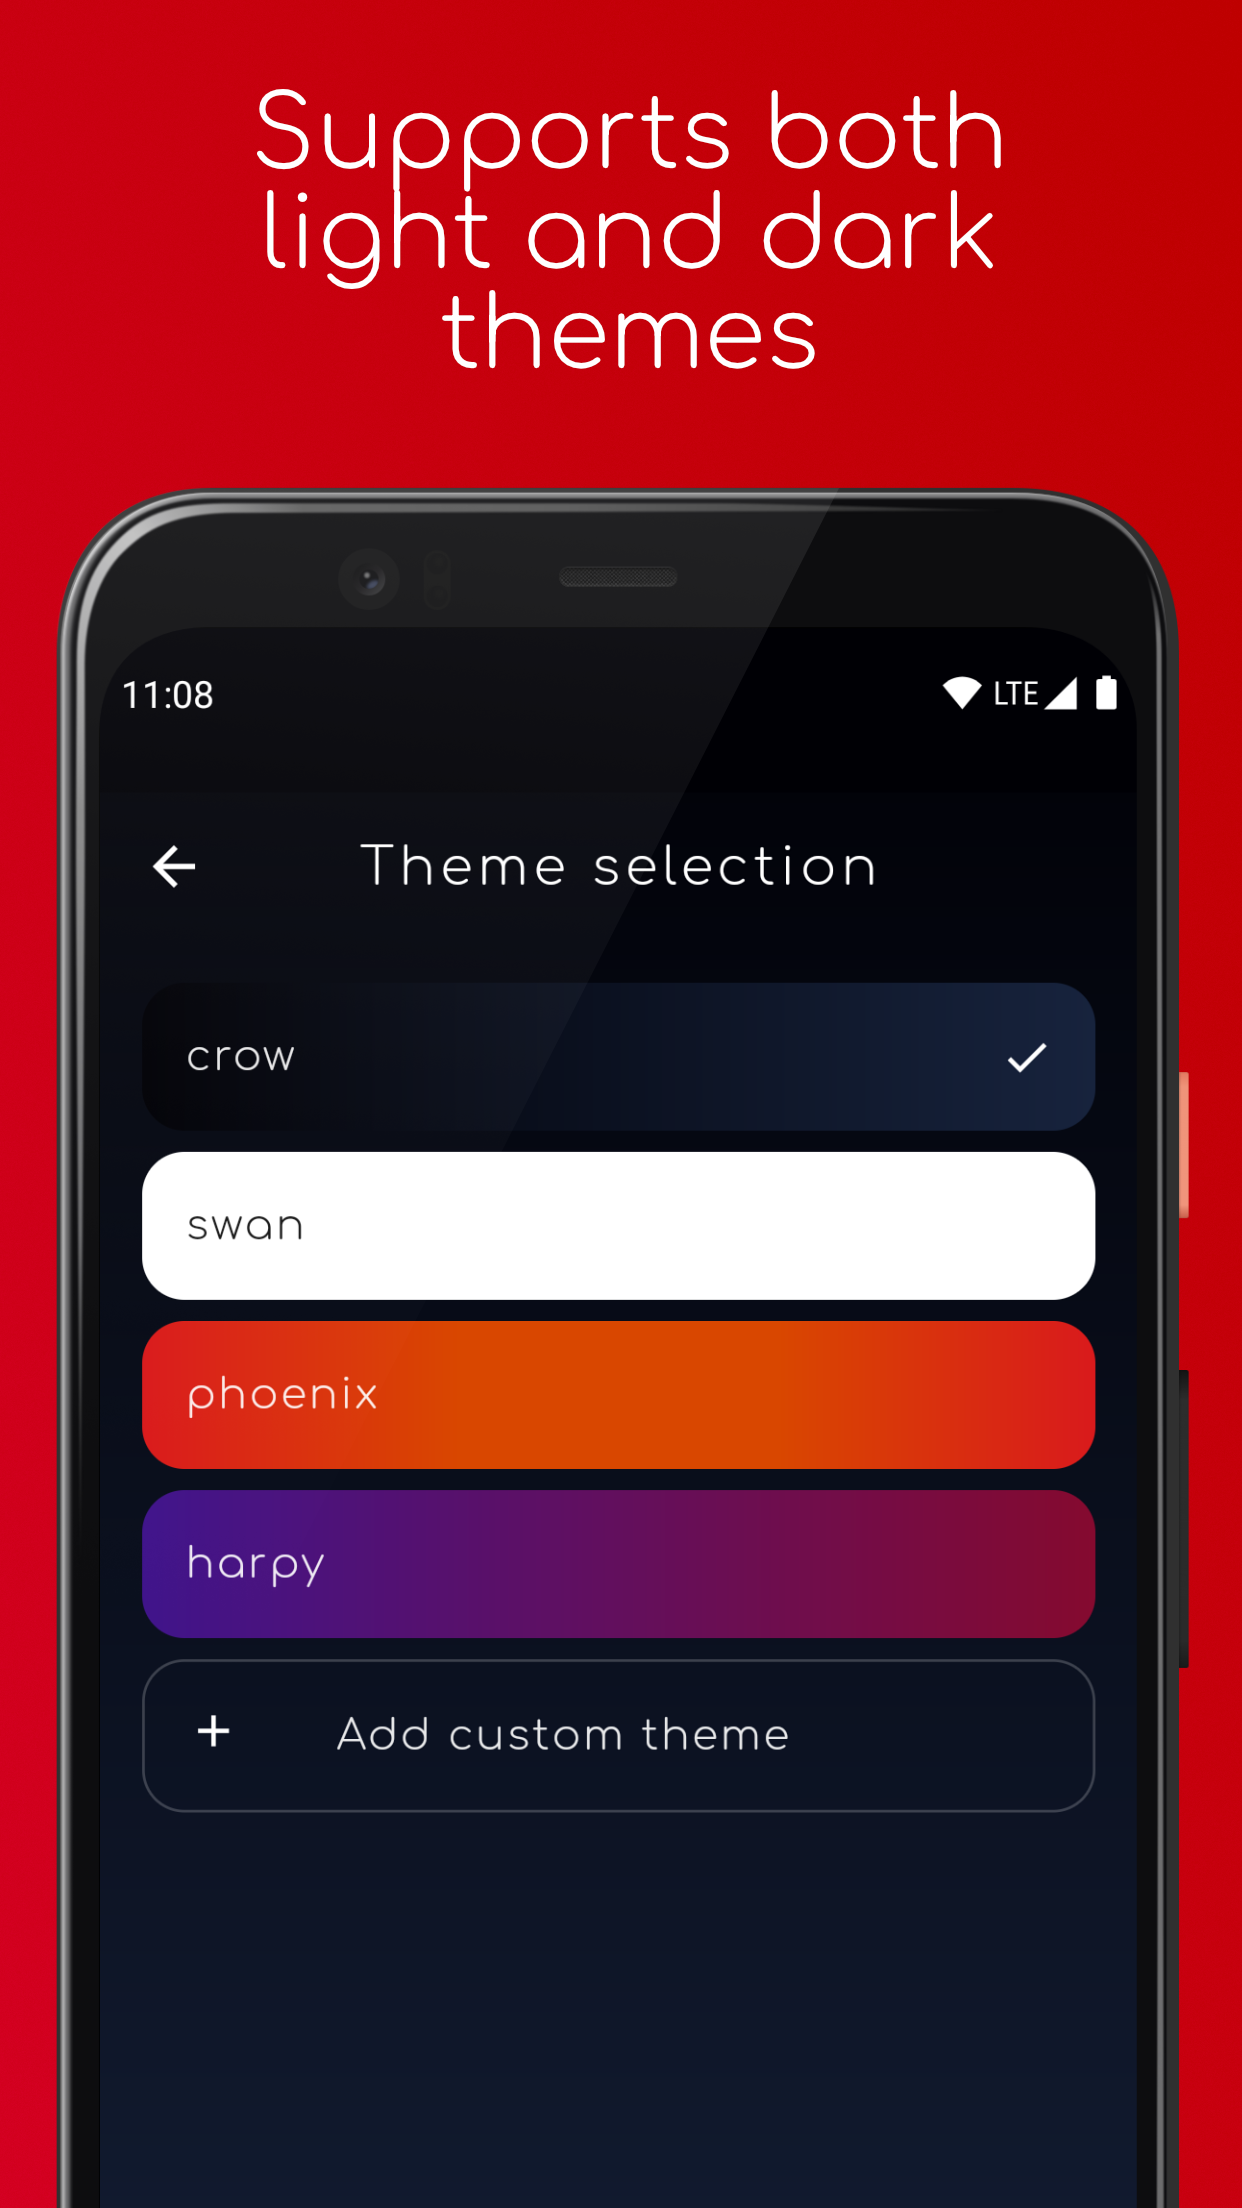 Supports both
light and dark
themes
11:08
LTE
Theme selection
crow
swan
phoenix
harpy
Add custom theme